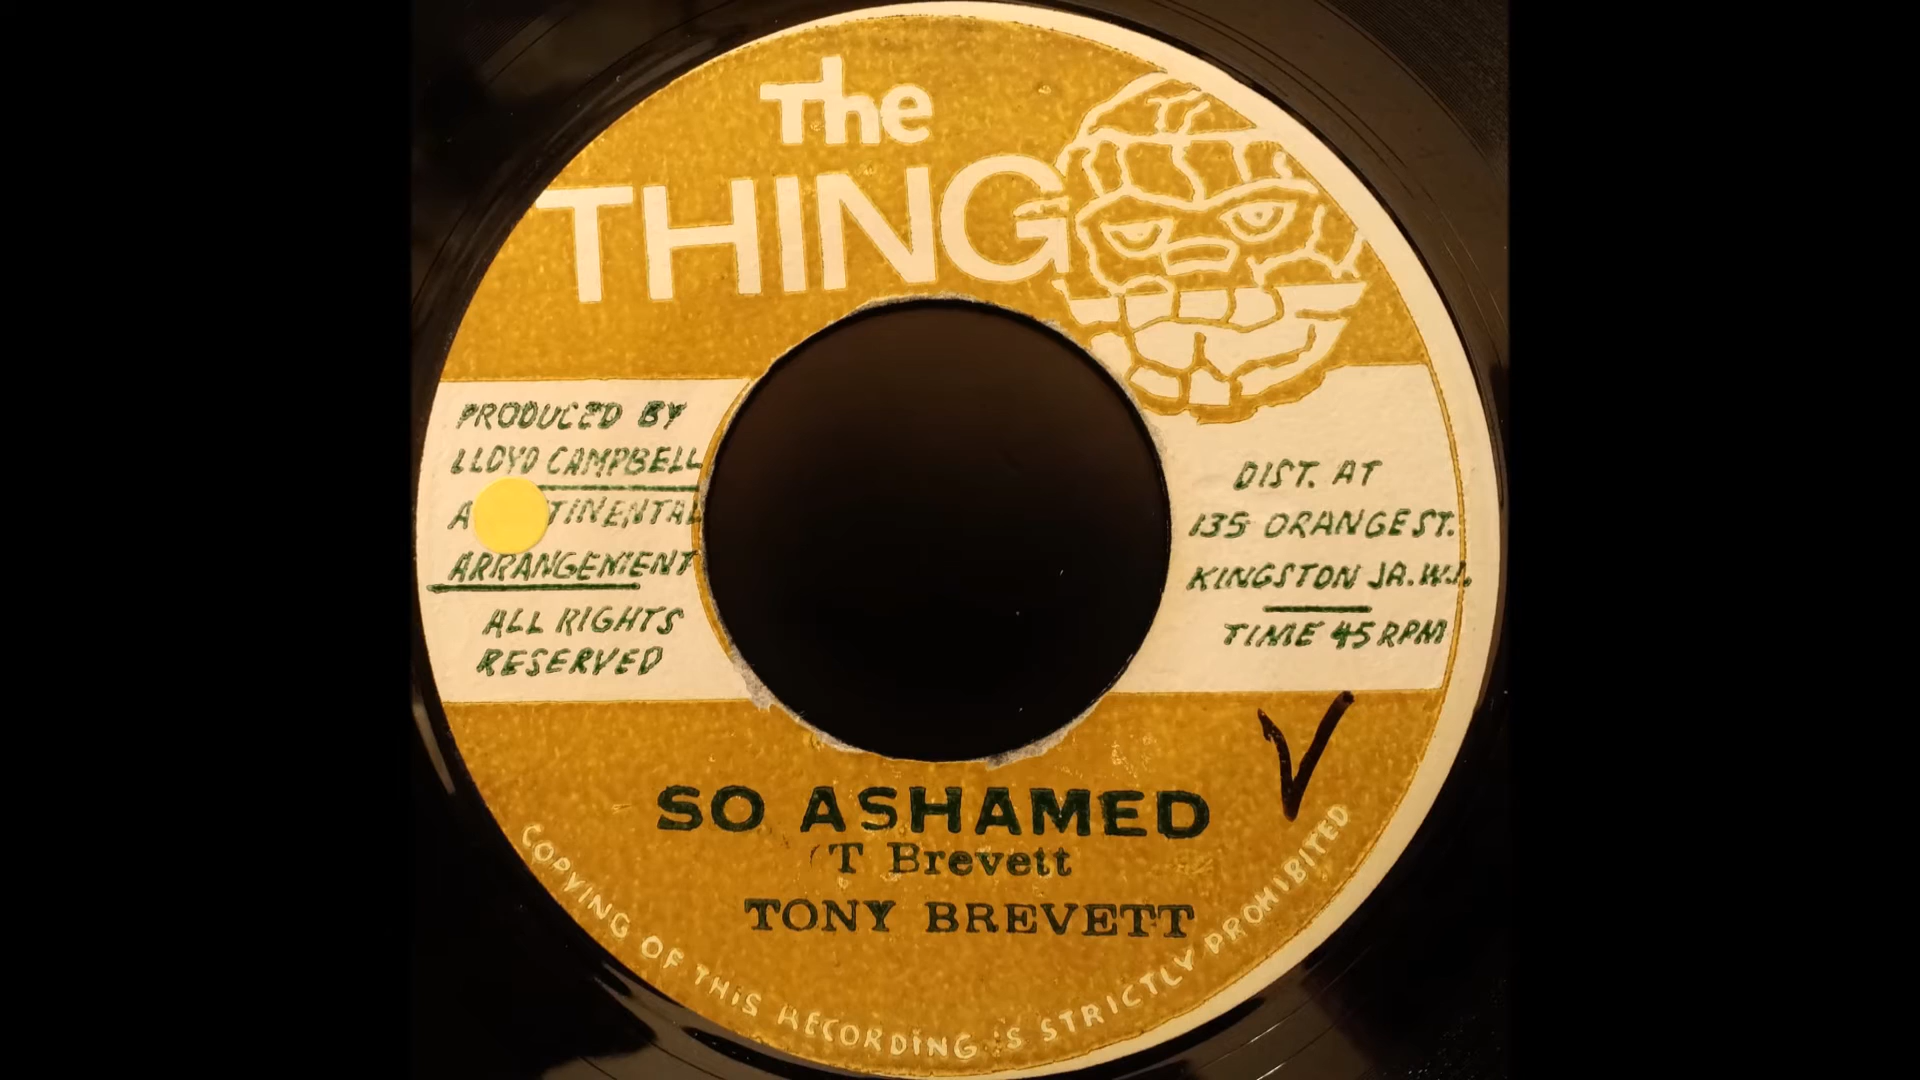 The
THING
PRODUCED BY
LLOYD CAMPBELL
A TINENTAL
ARRANGEMENT
ALL RIGHTS
RESERVED
DIST. AT
135 ORANGE ST.
KINGSTON JA. W.I.
TIME 45 RPM
SO ASHAMED
(T Brevett
TONY BREVETT
COPYING OF THIS RECORDING IS STRICTLY PROHIBITED